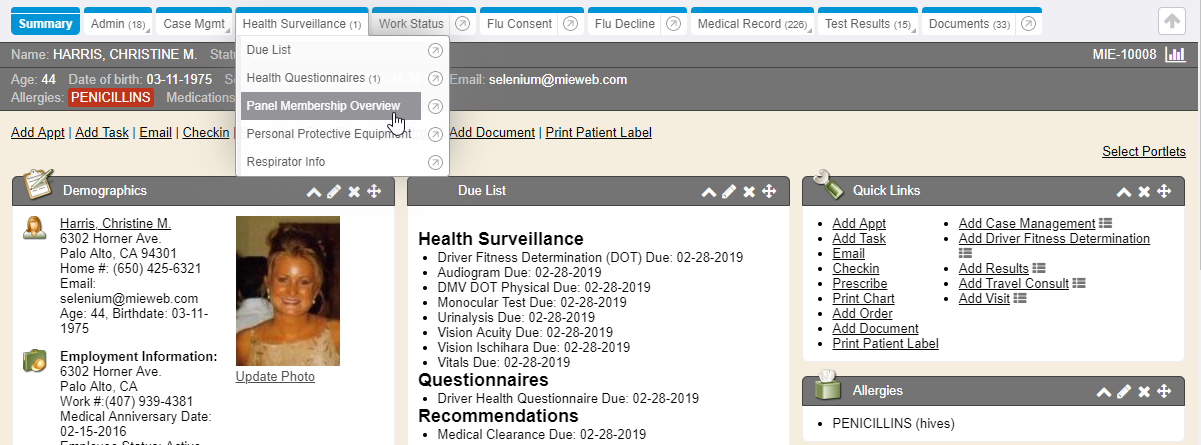 Summary Admin (18) Case Mgmt Health Surveillance (1) Work Status Flu Consent Flu Decline Medical Record (226) Test Results (15) Documents (33)
Due List
Health Questionnaires (1)
Panel Membership Overview
Personal Protective Equipment
Respirator Info
Name: HARRIS, CHRISTINE M. MIE-10008
Age: 44 Date of birth: 03-11-1975 Email: selenium@mieweb.com
Allergies: PENICILLINS Medications
Add Appt | Add Task | Email | Checkin Add Document | Print Patient Label
Select Portlets
Demographics
Harris, Christine M.
6302 Horner Ave.
Palo Alto, CA 94301
Home #: (650) 425-6321
Email:
selenium@mieweb.com
Age: 44, Birthdate: 03-11-
1975
Employment Information:
6302 Horner Ave.
Palo Alto, CA
Work #:(407) 939-4381
Medical Anniversary Date:
02-15-2016
Employee Status: Active
Update Photo
Due List
Health Surveillance
Driver Fitness Determination (DOT) Due: 02-28-2019
Audiogram Due: 02-28-2019
DMV DOT Physical Due: 02-28-2019
Monocular Test Due: 02-28-2019
Urinalysis Due: 02-28-2019
Vision Acuity Due: 02-28-2019
Vision Ischihara Due: 02-28-2019
Vitals Due: 02-28-2019
Questionnaires
Driver Health Questionnaire Due: 02-28-2019
Recommendations
Medical Clearance Due: 02-28-2019
Quick Links
Add Appt
Add Task
Email
Checkin
Prescribe
Print Chart
Add Order
Add Document
Print Patient Label
Add Case Management
Add Driver Fitness Determination
Add Results
Add Travel Consult
Add Visit
Allergies
PENICILLINS (hives)